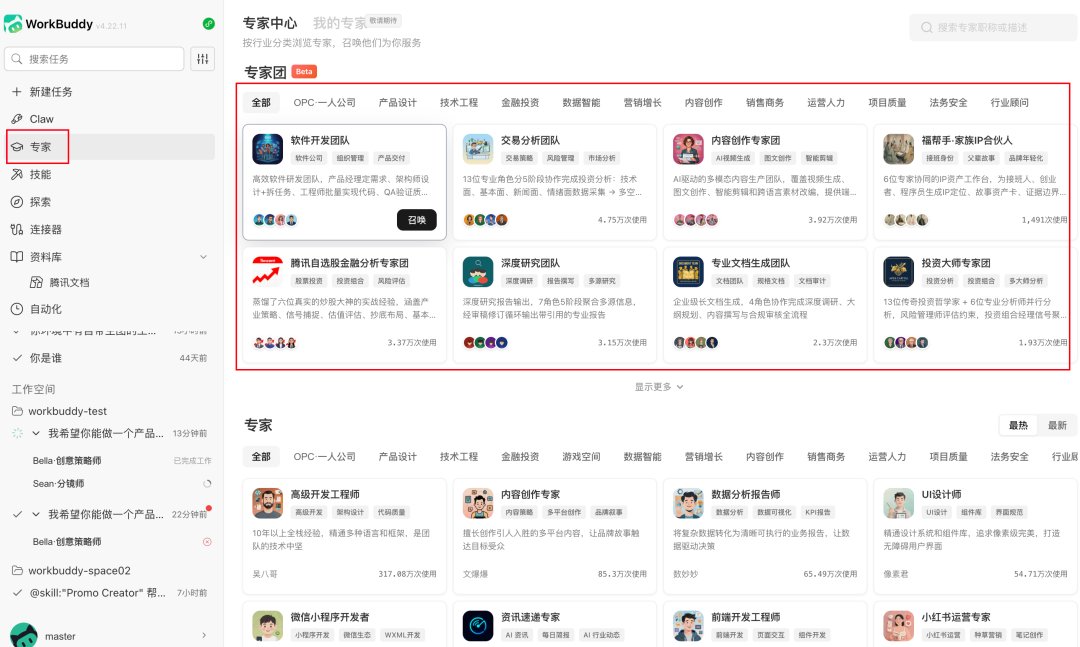 WorkBuddy v4.22.11
搜索任务
新建任务
Claw
专家
技能
探索
连接器
资料库
腾讯文档
自动化
你是谁 44天前
工作空间
workbuddy-test
我希望你能做一个产品... 13分钟前
Bella·创意策略师 已完成工作
Sean·分镜师
我希望你能做一个产品... 22分钟前
Bella·创意策略师
workbuddy-space02
@skill:"Promo Creator" 帮... 7小时前
master
专家中心 我的专家 敬请期待
按行业分类浏览专家，召唤他们为你服务
搜索专家职称或描述
专家团 Beta
全部 OPC·一人公司 产品设计 技术工程 金融投资 数据智能 营销增长 内容创作 销售商务 运营人力 项目质量 法务安全 行业顾问
软件开发团队
软件公司 组织管理 产品交付
高效软件研发团队，产品经理定需求、架构师设
计+拆任务、工程师批量实现代码、QA验证质...
召唤
交易分析团队
交易策略 风险管理 市场分析
13位专业角色分5阶段协作完成投资分析：技术
面、基本面、新闻面、情绪面数据采集 → 多空...
4.75万次使用
内容创作专家团
AI视频生成 图文创作 智能剪辑
AI驱动的多模态内容生产团队，覆盖视频生成、
图文创作、智能剪辑和跨语言素材改编，提供端...
3.92万次使用
福帮手·家族IP合伙人
接班身份 父辈故事 品牌年轻化
6位专家协同的IP资产工作台，为接班人、创业
者、程序员生成IP定位、故事资产卡、证据边界...
1,491次使用
腾讯自选股金融分析专家团
股票投资 投资组合 风险评估
蒸馏了六位真实的炒股大神的实战经验，涵盖产
业策略、信号捕捉、估值评估、抄底布局、基本...
3.37万次使用
深度研究团队
深度调研 报告撰写 多源研究
深度研究报告输出，7角色5阶段聚合多源信息，
经审稿修订循环输出带引用的专业报告
3.15万次使用
专业文档生成团队
文档团队 规格文档 文档审计
企业级长文档生成，4角色协作完成深度调研、大
纲规划、内容撰写与合规审核全流程
2.3万次使用
投资大师专家团
投资分析 投资组合 多大师分析
13位传奇投资哲学家 + 6位专业分析师并行分
析，风险管理师评估约束，投资组合经理信号聚...
1.93万次使用
显示更多
专家
最热 最新
全部 OPC·一人公司 产品设计 技术工程 金融投资 游戏空间 数据智能 营销增长 内容创作 销售商务 运营人力 项目质量 法务安全 行业顾
高级开发工程师
高级开发 架构设计 代码质量
10年以上全栈经验，精通多种语言和框架，是团
队的技术中坚
吴八哥 317.08万次使用
内容创作专家
内容策略 多平台创作 品牌叙事
擅长创作引人入胜的多平台内容，让品牌故事触
达目标受众
文爆爆 85.3万次使用
数据分析报告师
数据分析 数据可视化 KPI报告
将复杂数据转化为清晰可执行的业务报告，让数
据驱动决策
数妙妙 65.49万次使用
UI设计师
UI设计 组件库 界面规范
精通设计系统和组件库，追求像素级完美，打造
无障碍用户界面
像素君 54.71万次使用
微信小程序开发者
小程序开发 微信生态 WXML开发
资讯速递专家
AI 资讯 每日简报 AI 行业动态
前端开发工程师
前端开发 页面交互 组件开发
小红书运营专家
小红书运营 种草营销 笔记创作